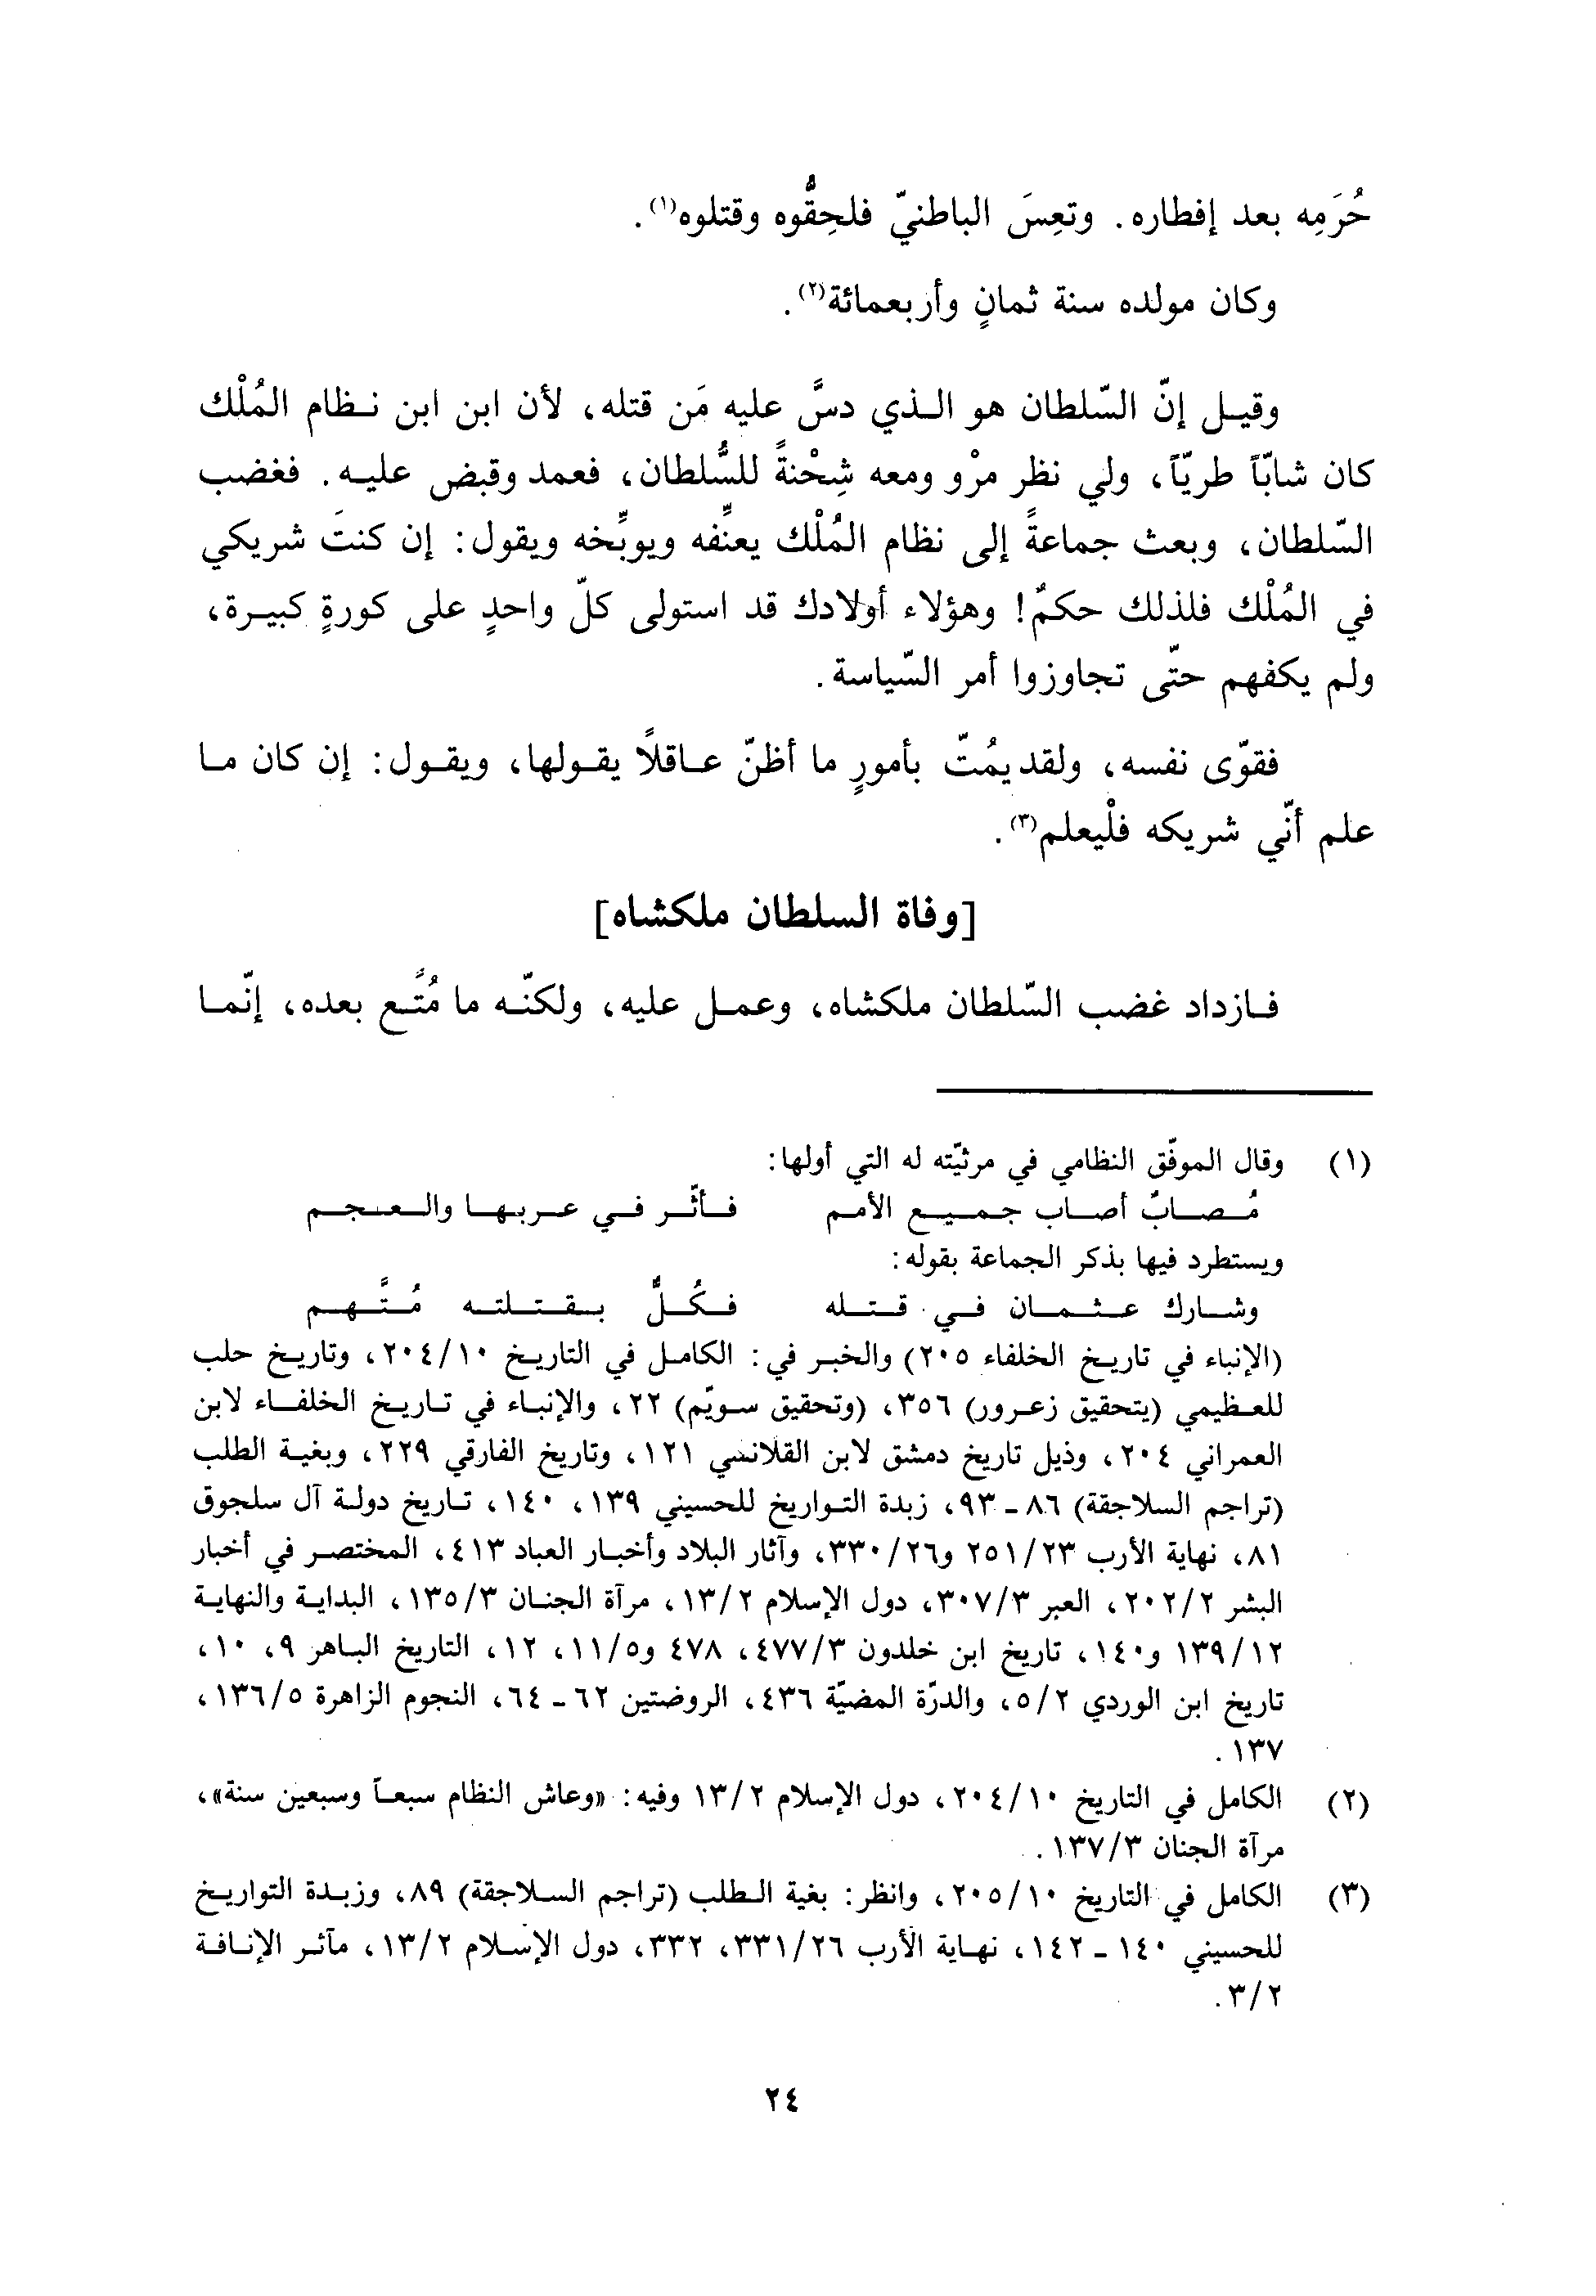 حُرَمِه بعد إفطاره. وتعِسَ الباطنيّ فلحِقُّوه وقتلوه(١).
وكان مولده سنة ثمانٍ وأربعمائة(٢).
وقيل إنّ السّلطان هو الذي دسَّ عليه مَن قتله، لأن ابن ابن نظام المُلْك
كان شابّاً طريّاً، ولي نظر مرْو ومعه شِحْنةً للسُّلطان، فعمد وقبض عليه. فغضب
السّلطان، وبعث جماعةً إلى نظام المُلْك يعنِّفه ويوبِّخه ويقول: إن كنتَ شريكي
في المُلْك فلذلك حكمٌ! وهؤلاء أولادك قد استولى كلّ واحدٍ على كورةٍ كبيرة،
ولم يكفهم حتّى تجاوزوا أمر السّياسة.
فقوّى نفسه، ولقد يمُتّ بأمورٍ ما أظنّ عاقلاً يقولها، ويقول: إن كان ما
علم أنّي شريكه فلْيعلم(٣).
[وفاة السلطان ملكشاه]
فازداد غضب السّلطان ملكشاه، وعمل عليه، ولكنّه ما مُتِّع بعده، إنّما
(١) وقال الموفّق النظامي في مرثيّته له التي أولها:
مُصابٌ أصاب جميع الأمم فأثّر في عربها والعجم
ويستطرد فيها بذكر الجماعة بقوله:
وشارك عثمان في قتله فكُلٌّ بقتلته مُتَّهم
(الإنباء في تاريخ الخلفاء ٢٠٥) والخبر في: الكامل في التاريخ ٢٠٤/١٠، وتاريخ حلب
للعظيمي (يتحقيق زعرور) ٣٥٦، (وتحقيق سويّم) ٢٢، والإنباء في تاريخ الخلفاء لابن
العمراني ٢٠٤، وذيل تاريخ دمشق لابن القلانسي ١٢١، وتاريخ الفارقي ٢٢٩، وبغية الطلب
(تراجم السلاجقة) ٨٦ - ٩٣، زبدة التواريخ للحسيني ١٣٩، ١٤٠، تاريخ دولة آل سلجوق
٨١، نهاية الأرب ٢٥١/٢٣ و٣٣٠/٢٦، وآثار البلاد وأخبار العباد ٤١٣، المختصر في أخبار
البشر ٢٠٢/٢، العبر ٣٠٧/٣، دول الإسلام ١٣/٢، مرآة الجنان ١٣٥/٣، البداية والنهاية
١٣٩/١٢ و١٤٠، تاريخ ابن خلدون ٤٧٧/٣، ٤٧٨ و١١/٥، ١٢، التاريخ الباهر ٩، ١٠،
تاريخ ابن الوردي ٥/٢، والدرّة المضيّة ٤٣٦، الروضتين ٦٢ - ٦٤، النجوم الزاهرة ١٣٦/٥،
١٣٧.
(٢) الكامل في التاريخ ٢٠٤/١٠، دول الإسلام ١٣/٢ وفيه: «وعاش النظام سبعاً وسبعين سنة»،
مرآة الجنان ١٣٧/٣.
(٣) الكامل في التاريخ ٢٠٥/١٠، وانظر: بغية الطلب (تراجم السلاجقة) ٨٩، وزبدة التواريخ
للحسيني ١٤٠ - ١٤٢، نهاية الأرب ٣٣١/٢٦، ٣٣٢، دول الإسلام ١٣/٢، مآثر الإنافة
٣/٢.
٢٤